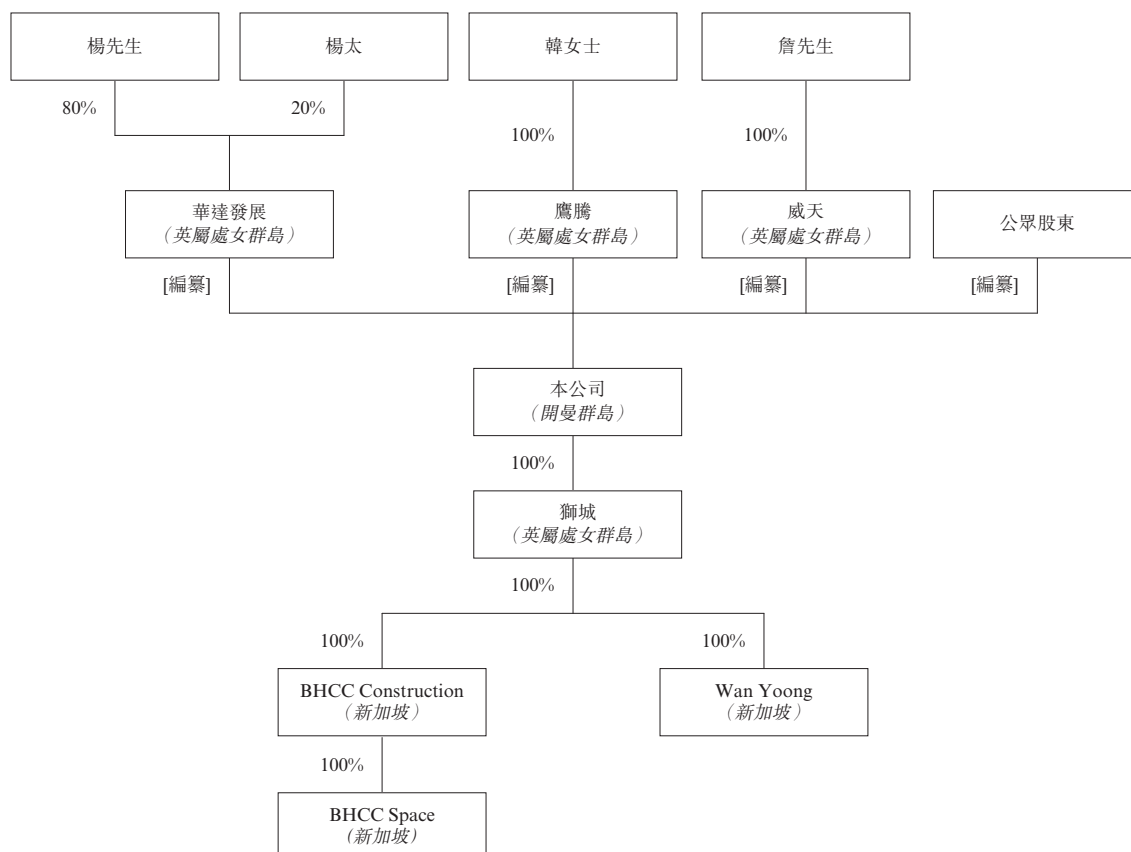 楊先生
楊太
韓女士
詹先生
80%
20%
100%
100%
華達發展
(英屬處女群島)
鷹騰
(英屬處女群島)
威天
(英屬處女群島)
公眾股東
[編纂]
[編纂]
[編纂]
[編纂]
本公司
(開曼群島)
100%
獅城
(英屬處女群島)
100%
100%
100%
BHCC Construction
(新加坡)
Wan Yoong
(新加坡)
100%
BHCC Space
(新加坡)